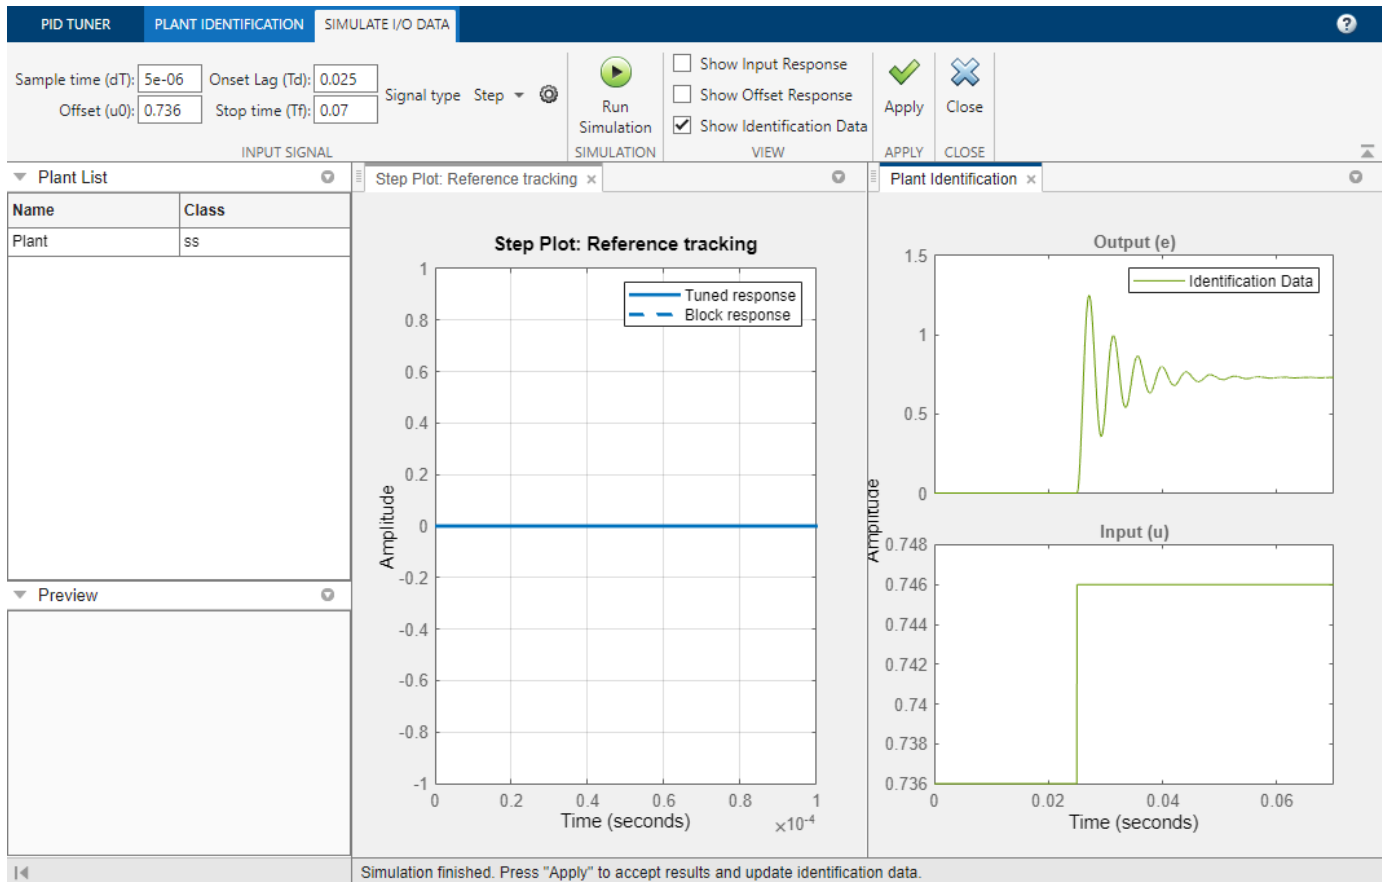 PID TUNER PLANT IDENTIFICATION SIMULATE I/O DATA ?
Sample time (dT): 5e-06 Onset Lag (Td): 0.025
Offset (u0): 0.736 Stop time (Tf): 0.07
Signal type Step
INPUT SIGNAL
Run
Simulation
SIMULATION
Show Input Response
Show Offset Response
Show Identification Data
VIEW
Apply
APPLY
Close
CLOSE
Plant List
Name Class
Plant ss
Preview
Step Plot: Reference tracking ×
Step Plot: Reference tracking
Tuned response
Block response
1
0.8
0.6
0.4
0.2
0
-0.2
-0.4
-0.6
-0.8
-1
Amplitude
0 0.2 0.4 0.6 0.8 1
×10-4
Time (seconds)
Plant Identification ×
Output (e)
Identification Data
1.5
1
0.5
0
Amplitude
Input (u)
0.748
0.746
0.744
0.742
0.74
0.738
0.736
0 0.02 0.04 0.06
Time (seconds)
Simulation finished. Press "Apply" to accept results and update identification data.